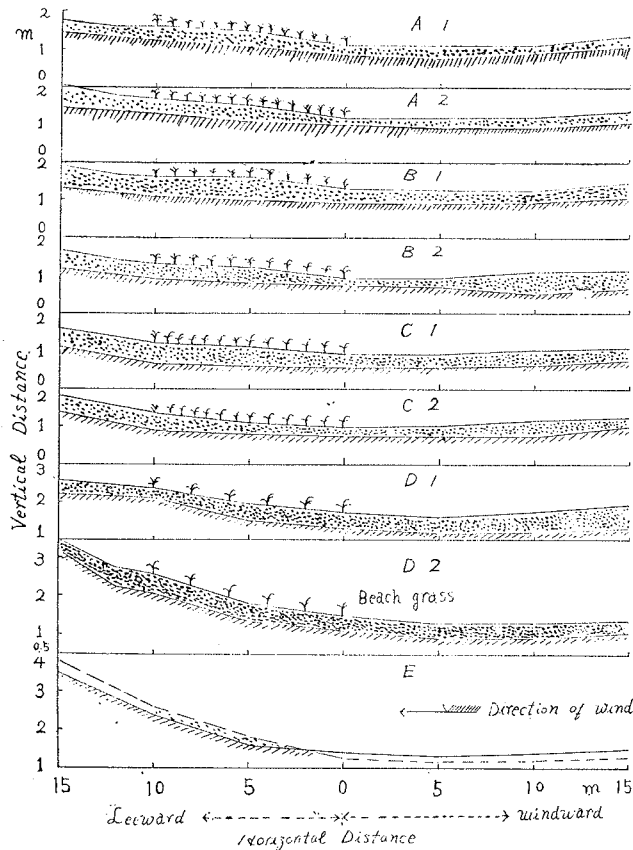 2
m
1
0
A 1
2
1
0
A 2
2
1
0
B 1
2
1
0
B 2
2
1
0
C 1
2
1
0
C 2
3
2
1
D 1
3
2
1
0.5
D 2
Beach grass
4
3
2
1
E
Direction of wind
Vertical Distance
15 10 5 0 5 10 m 15
Leeward windward
Horizontal Distance